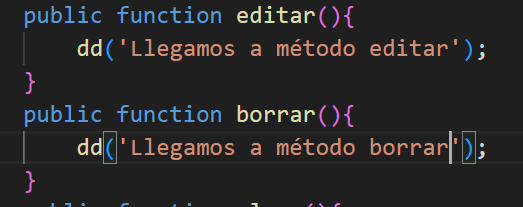 public function editar(){
dd('Llegamos a método editar');
}
public function borrar(){
dd('Llegamos a método borrar');
}